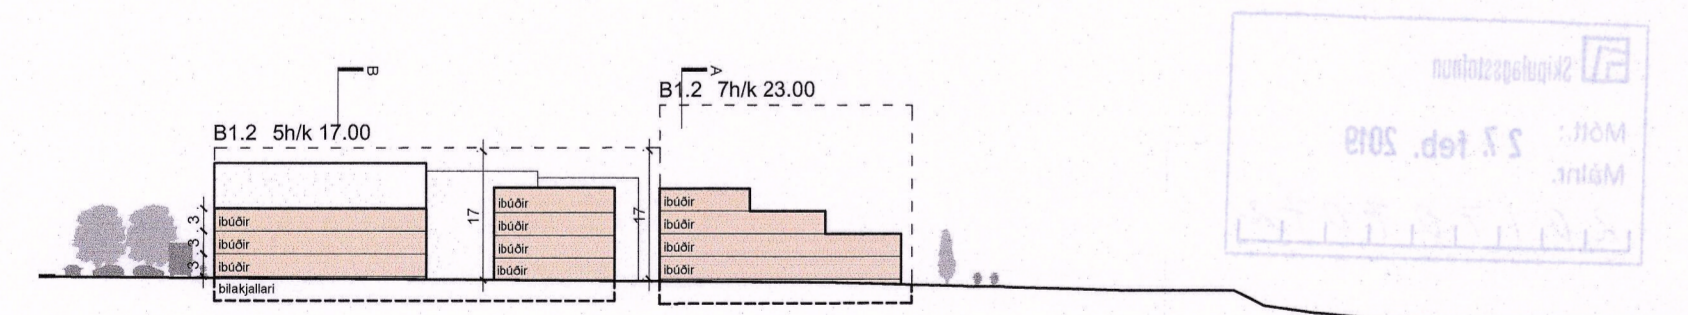 B
A
B1.2 7h/k 23.00
B1.2 5h/k 17.00
íbúðir
íbúðir
íbúðir
bílakjallari
3
3
3
17
íbúðir
íbúðir
íbúðir
íbúðir
17
íbúðir
íbúðir
íbúðir
íbúðir
Skipulagsstofnun
Mótt.: 27. feb. 2019
Málnr.